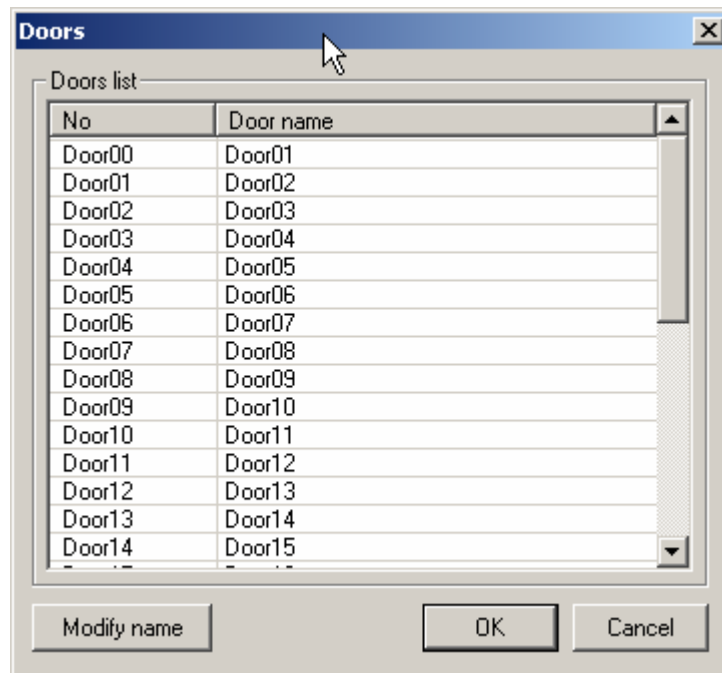 Doors
Doors list
No Door name
Door00 Door01
Door01 Door02
Door02 Door03
Door03 Door04
Door04 Door05
Door05 Door06
Door06 Door07
Door07 Door08
Door08 Door09
Door09 Door10
Door10 Door11
Door11 Door12
Door12 Door13
Door13 Door14
Door14 Door15
Modify name OK Cancel